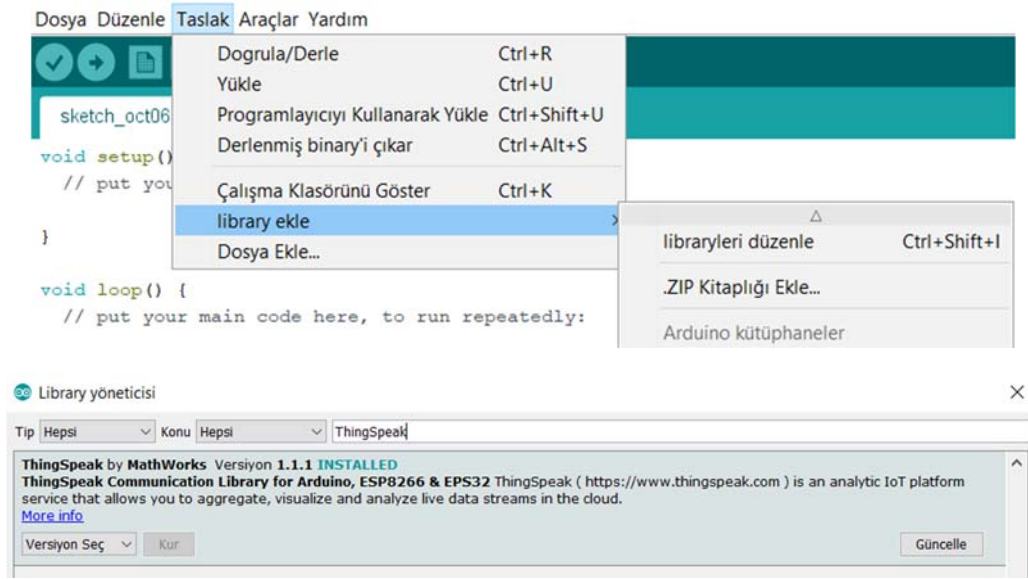 Dosya Düzenle Taslak Araçlar Yardım
Dogrula/Derle Ctrl+R
Yükle Ctrl+U
Programlayıcıyı Kullanarak Yükle Ctrl+Shift+U
Derlenmiş binary'i çıkar Ctrl+Alt+S
Çalışma Klasörünü Göster Ctrl+K
library ekle
Dosya Ekle...
libraryleri düzenle Ctrl+Shift+I
.ZIP Kitaplığı Ekle...
Arduino kütüphaneler
sketch_oct06
void setup()
// put you
}
void loop() {
// put your main code here, to run repeatedly:
Library yöneticisi
Tip Hepsi Konu Hepsi ThingSpeak
ThingSpeak by MathWorks Versiyon 1.1.1 INSTALLED
ThingSpeak Communication Library for Arduino, ESP8266 & EPS32 ThingSpeak ( https://www.thingspeak.com ) is an analytic IoT platform
service that allows you to aggregate, visualize and analyze live data streams in the cloud.
More info
Versiyon Seç Kur Güncelle